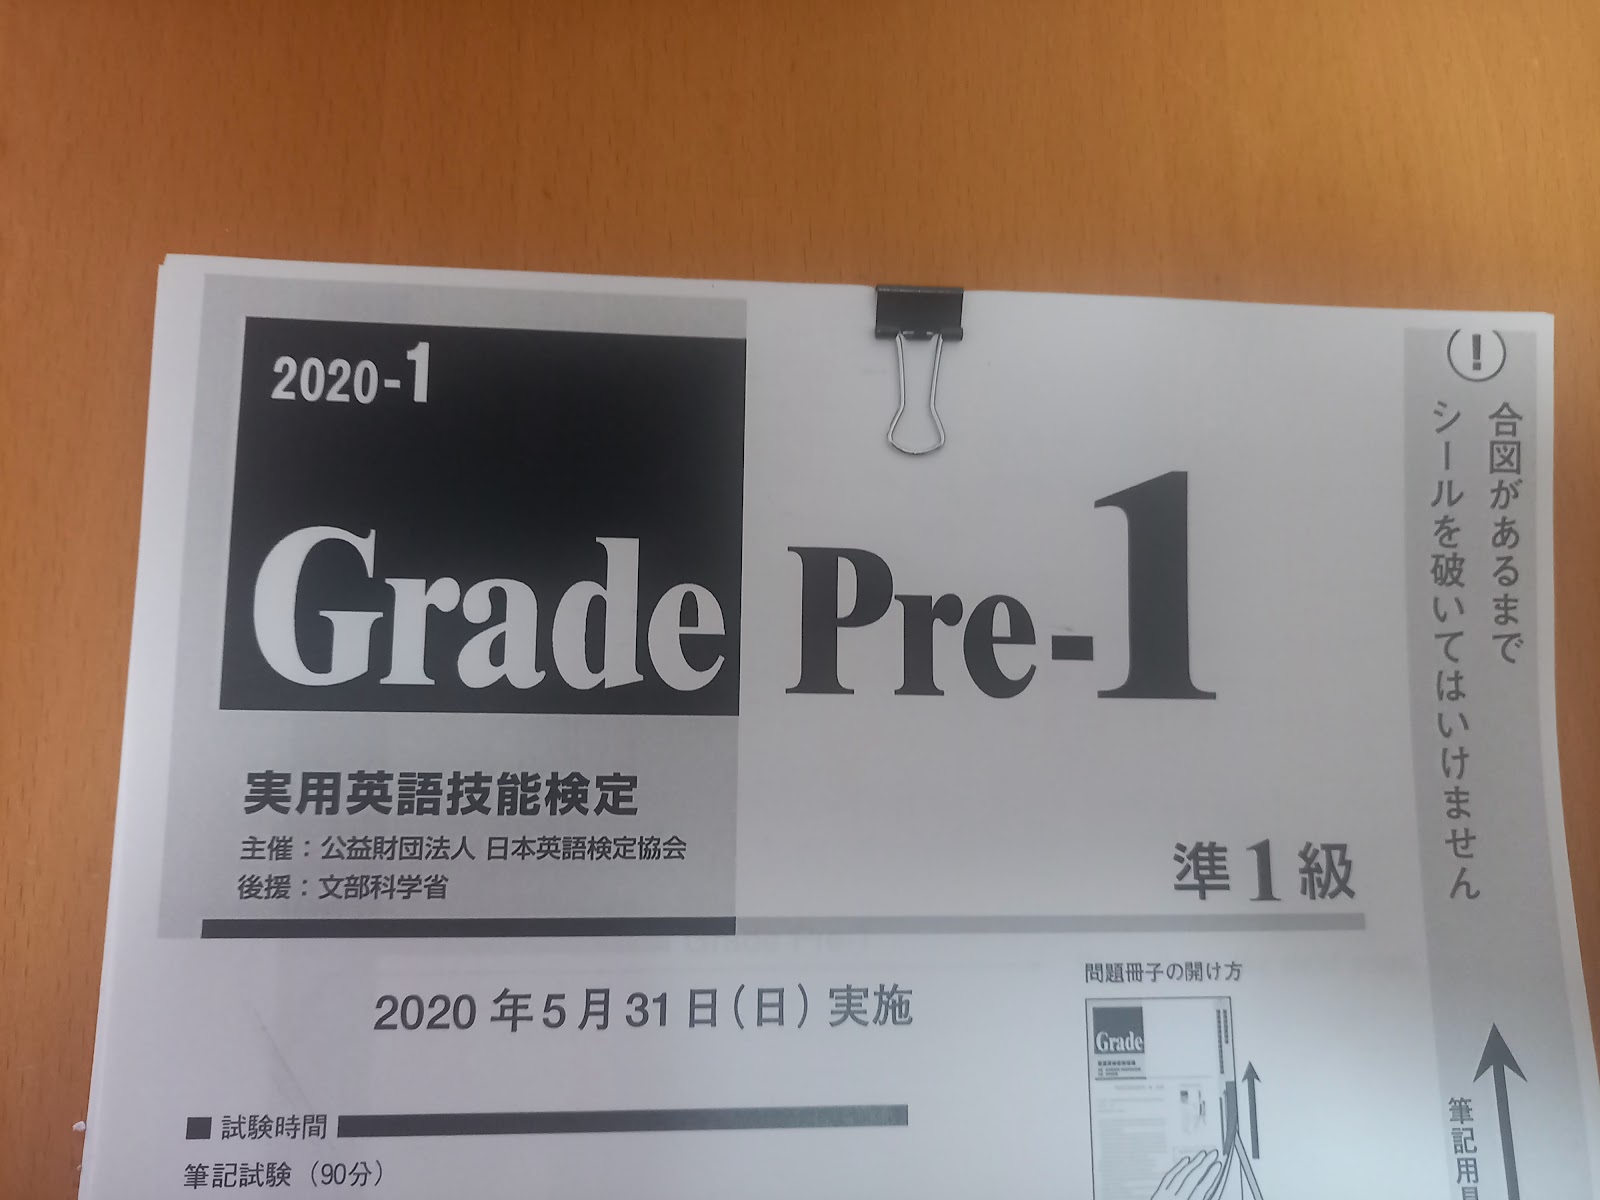 2020-1
Grade Pre-1
実用英語技能検定
主催：公益財団法人 日本英語検定協会
後援：文部科学省
準1級
2020年5月31日（日）実施
■ 試験時間
筆記試験（90分）
問題冊子の開け方
Grade
!
合図があるまで
シールを破いてはいけません
筆記用